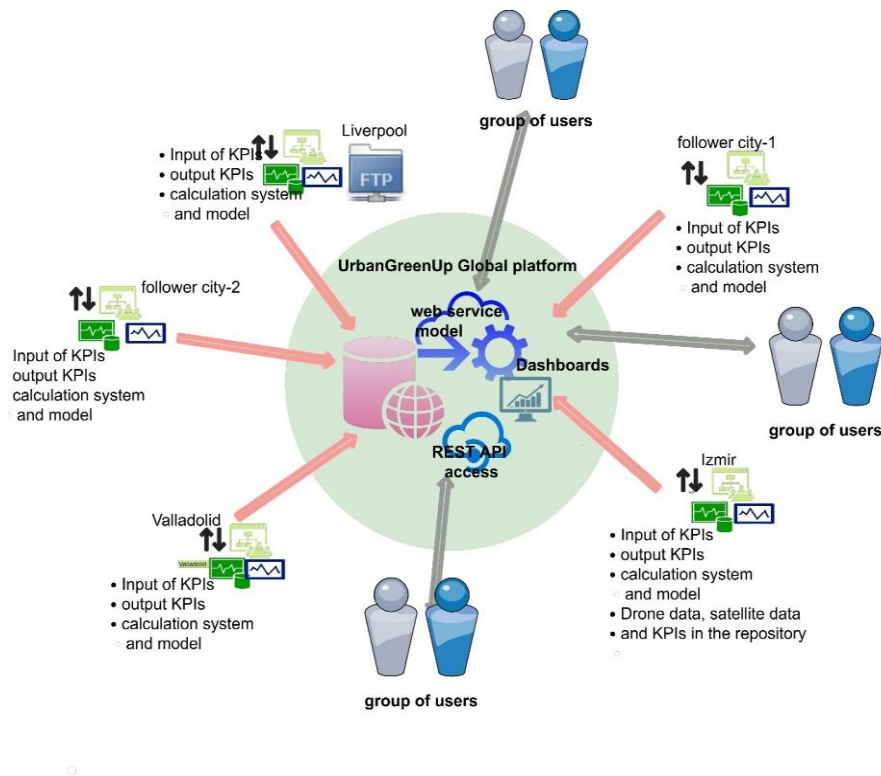 group of users
Liverpool
• Input of KPIs
• output KPIs
• calculation system
and model
FTP
follower city-1
• Input of KPIs
• output KPIs
• calculation system
and model
UrbanGreenUp Global platform
web service
model
Dashboards
REST API
access
follower city-2
Input of KPIs
output KPIs
calculation system
and model
group of users
Valladolid
Valladolid
• Input of KPIs
• output KPIs
• calculation system
and model
Izmir
• Input of KPIs
• output KPIs
• calculation system
and model
• Drone data, satellite data
• and KPIs in the repository
group of users